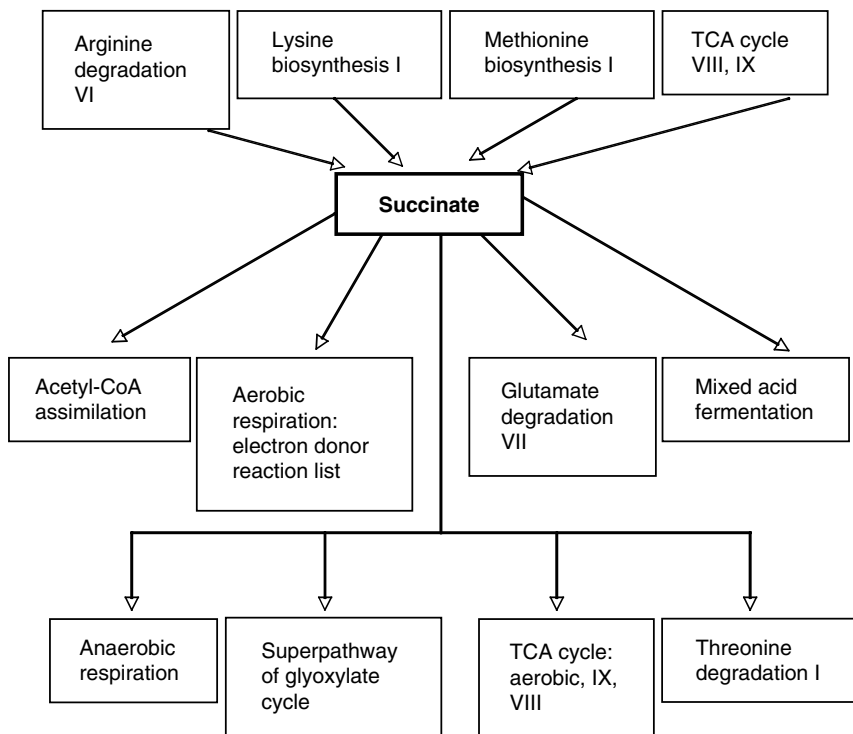 Arginine
degradation
VI
Lysine
biosynthesis I
Methionine
biosynthesis I
TCA cycle
VIII, IX
Succinate
Acetyl-CoA
assimilation
Aerobic
respiration:
electron donor
reaction list
Glutamate
degradation
VII
Mixed acid
fermentation
Anaerobic
respiration
Superpathway
of glyoxylate
cycle
TCA cycle:
aerobic, IX,
VIII
Threonine
degradation I